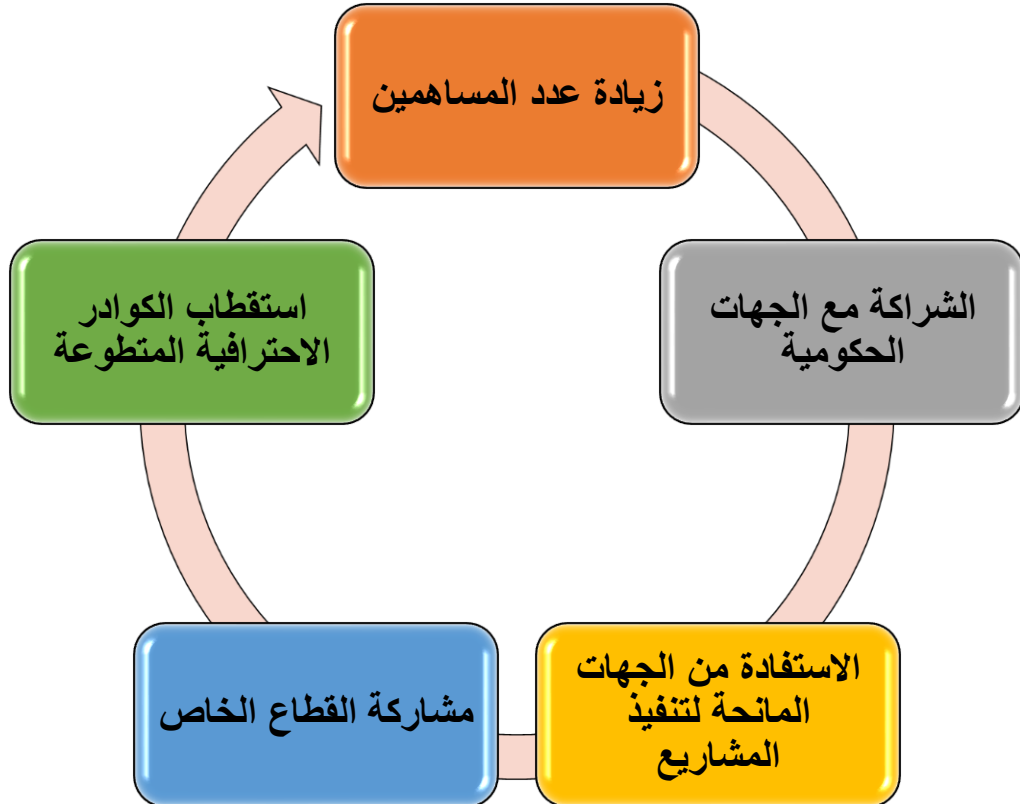 زيادة عدد المساهمين
الشراكة مع الجهات
الحكومية
الاستفادة من الجهات
المانحة لتنفيذ
المشاريع
مشاركة القطاع الخاص
استقطاب الكوادر
الاحترافية المتطوعة